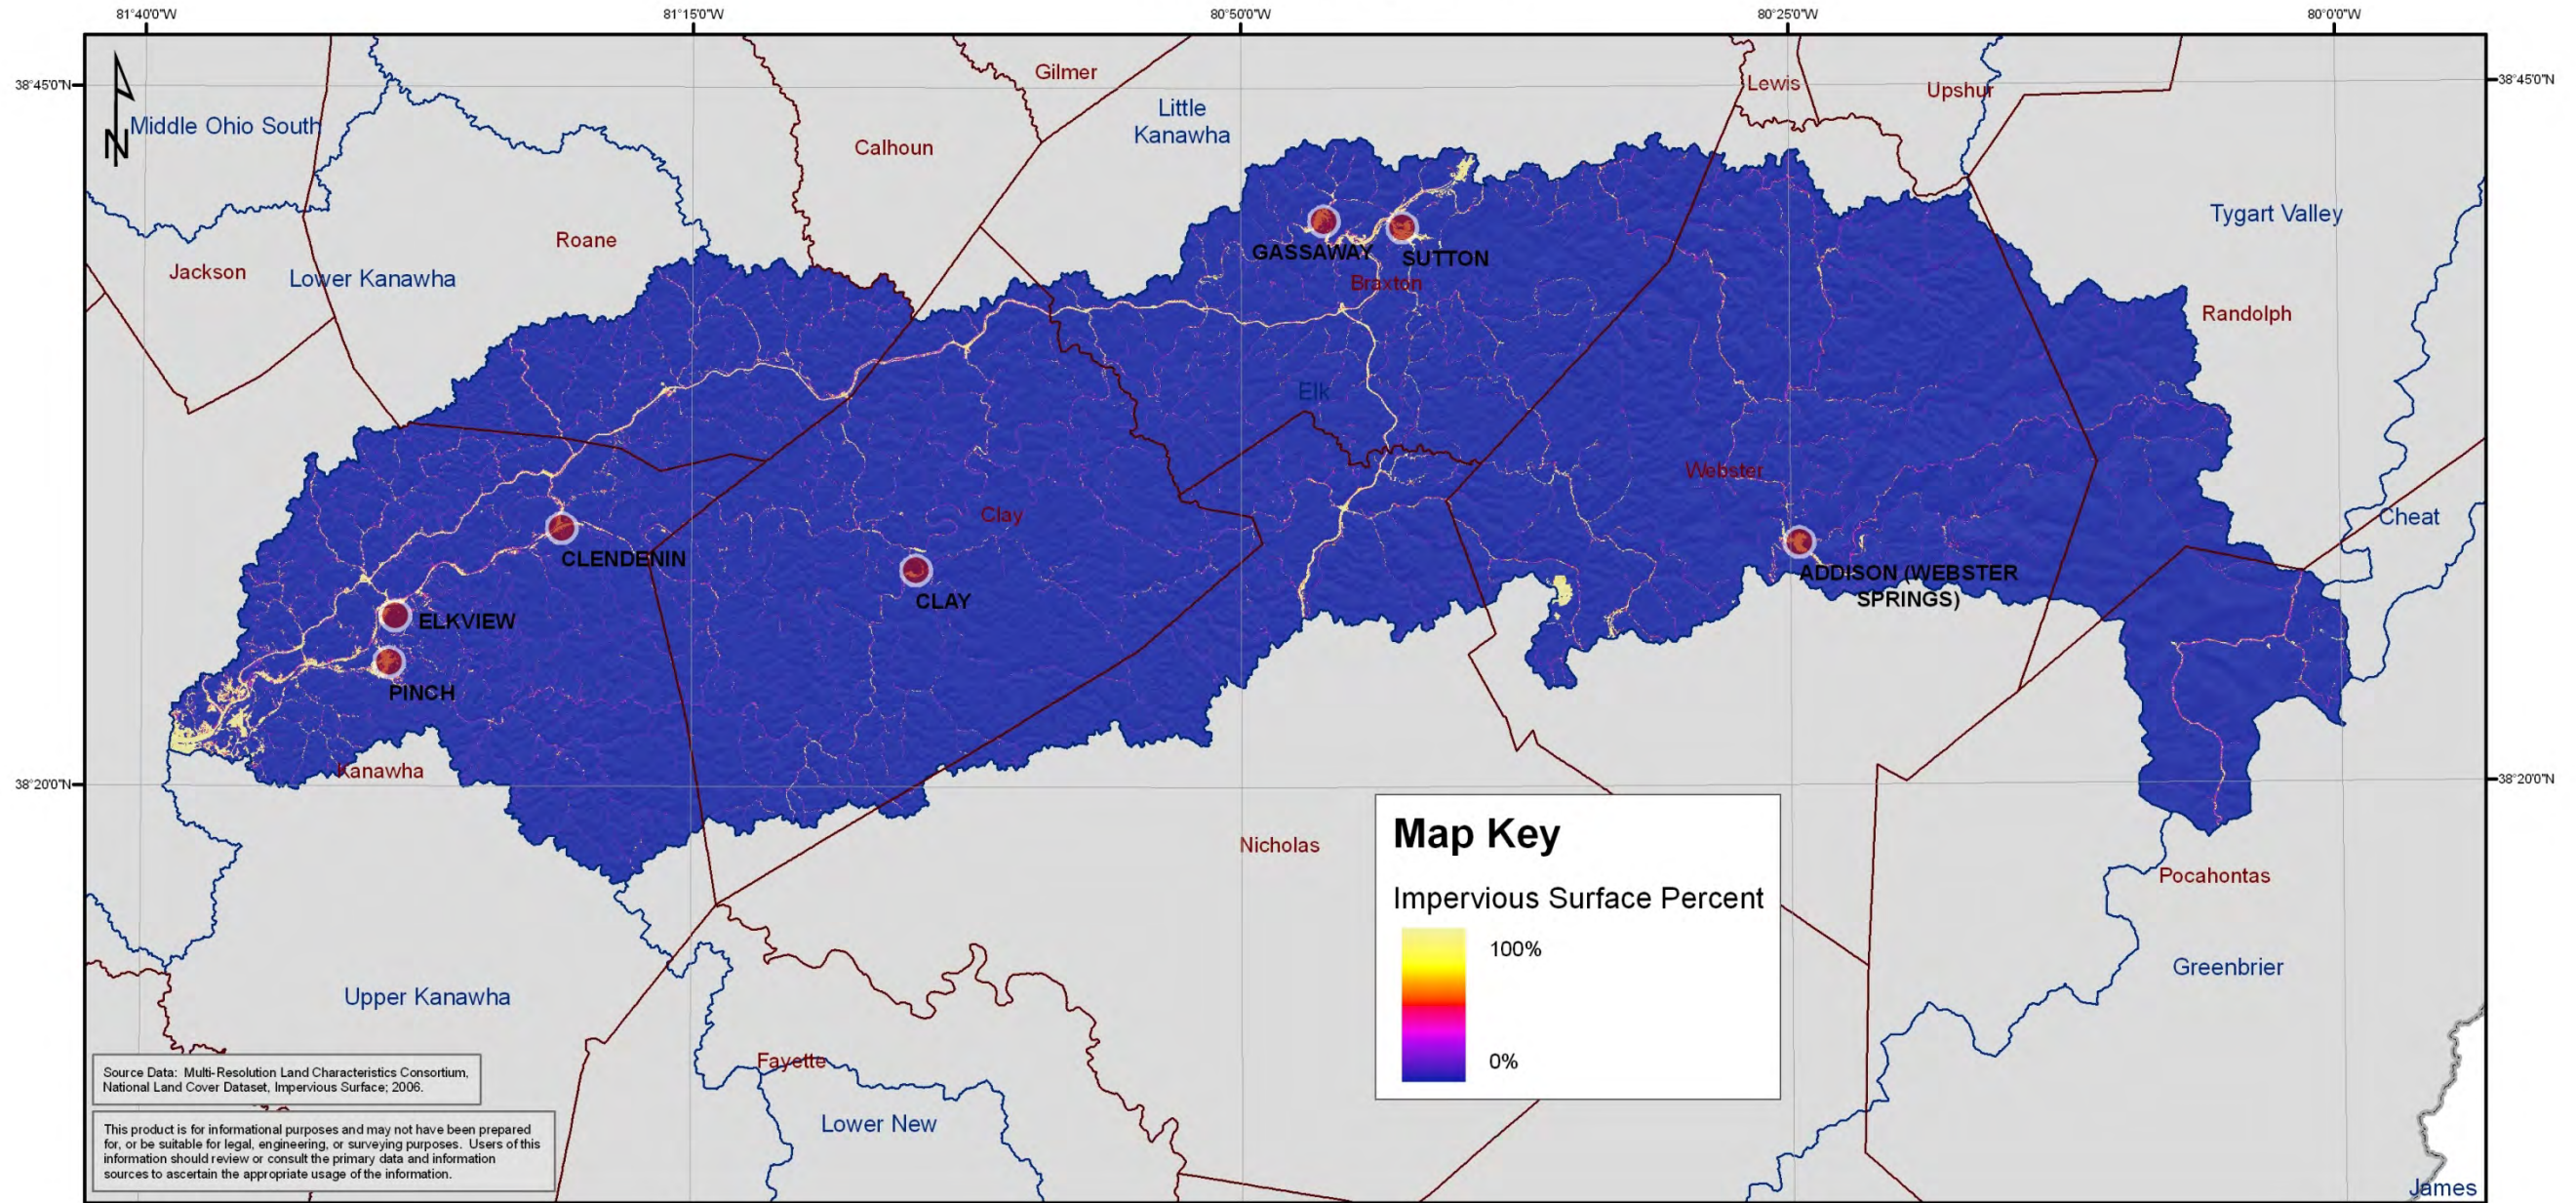 81°40'0"W
81°15'0"W
80°50'0"W
80°25'0"W
80°0'0"W
38°45'0"N
38°45'0"N
N
Gilmer
Lewis
Upshur
Little
Kanawha
Middle Ohio South
Calhoun
Tygart Valley
Roane
Jackson
Lower Kanawha
GASSAWAY
SUTTON
Braxton
Randolph
Elk
Webster
Clay
Cheat
CLENDENIN
ADDISON (WEBSTER
SPRINGS)
CLAY
ELKVIEW
PINCH
Kanawha
38°20'0"N
38°20'0"N
Nicholas
Pocahontas
Greenbrier
Upper Kanawha
Fayette
Lower New
James
Map Key
Impervious Surface Percent
100%
0%
Source Data: Multi-Resolution Land Characteristics Consortium,
National Land Cover Dataset, Impervious Surface; 2006.
This product is for informational purposes and may not have been prepared
for, or be suitable for legal, engineering, or surveying purposes. Users of this
information should review or consult the primary data and information
sources to ascertain the appropriate usage of the information.